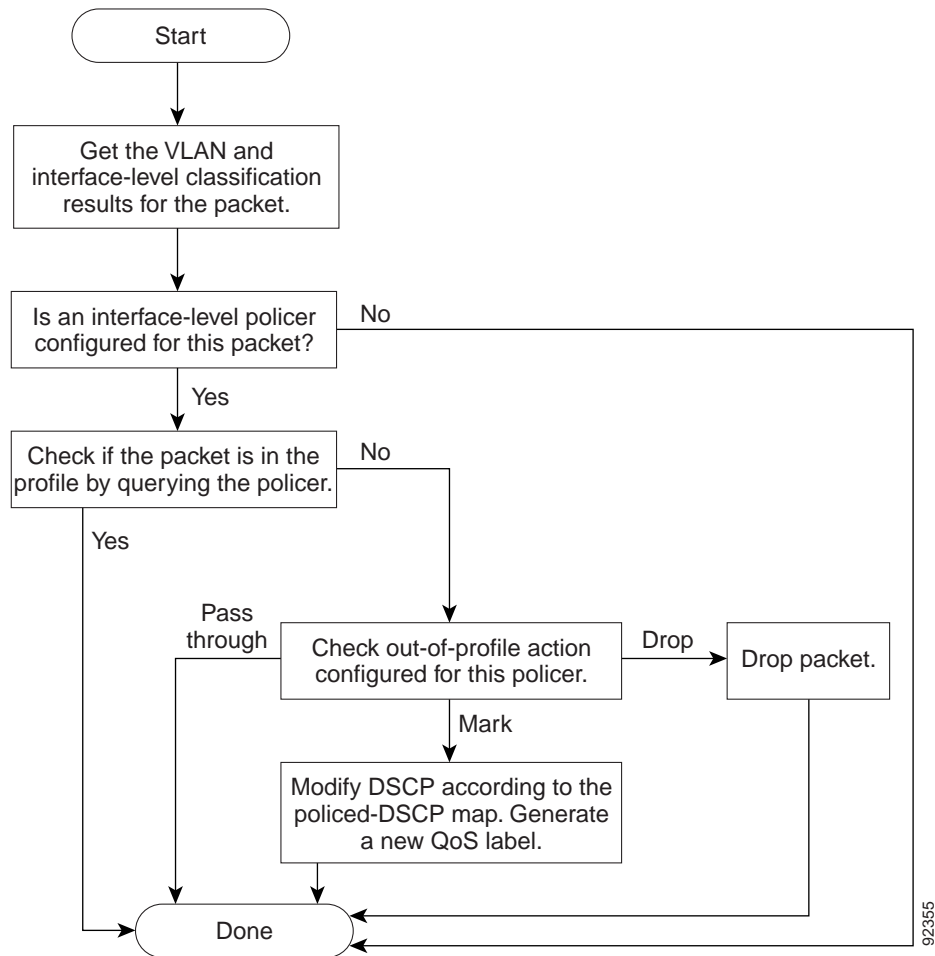 Start
Get the VLAN and
interface-level classification
results for the packet.
Is an interface-level policer
configured for this packet?
No
Yes
Check if the packet is in the
profile by querying the policer.
No
Yes
Pass
through
Check out-of-profile action
configured for this policer.
Drop
Drop packet.
Mark
Modify DSCP according to the
policed-DSCP map. Generate
a new QoS label.
Done
92355